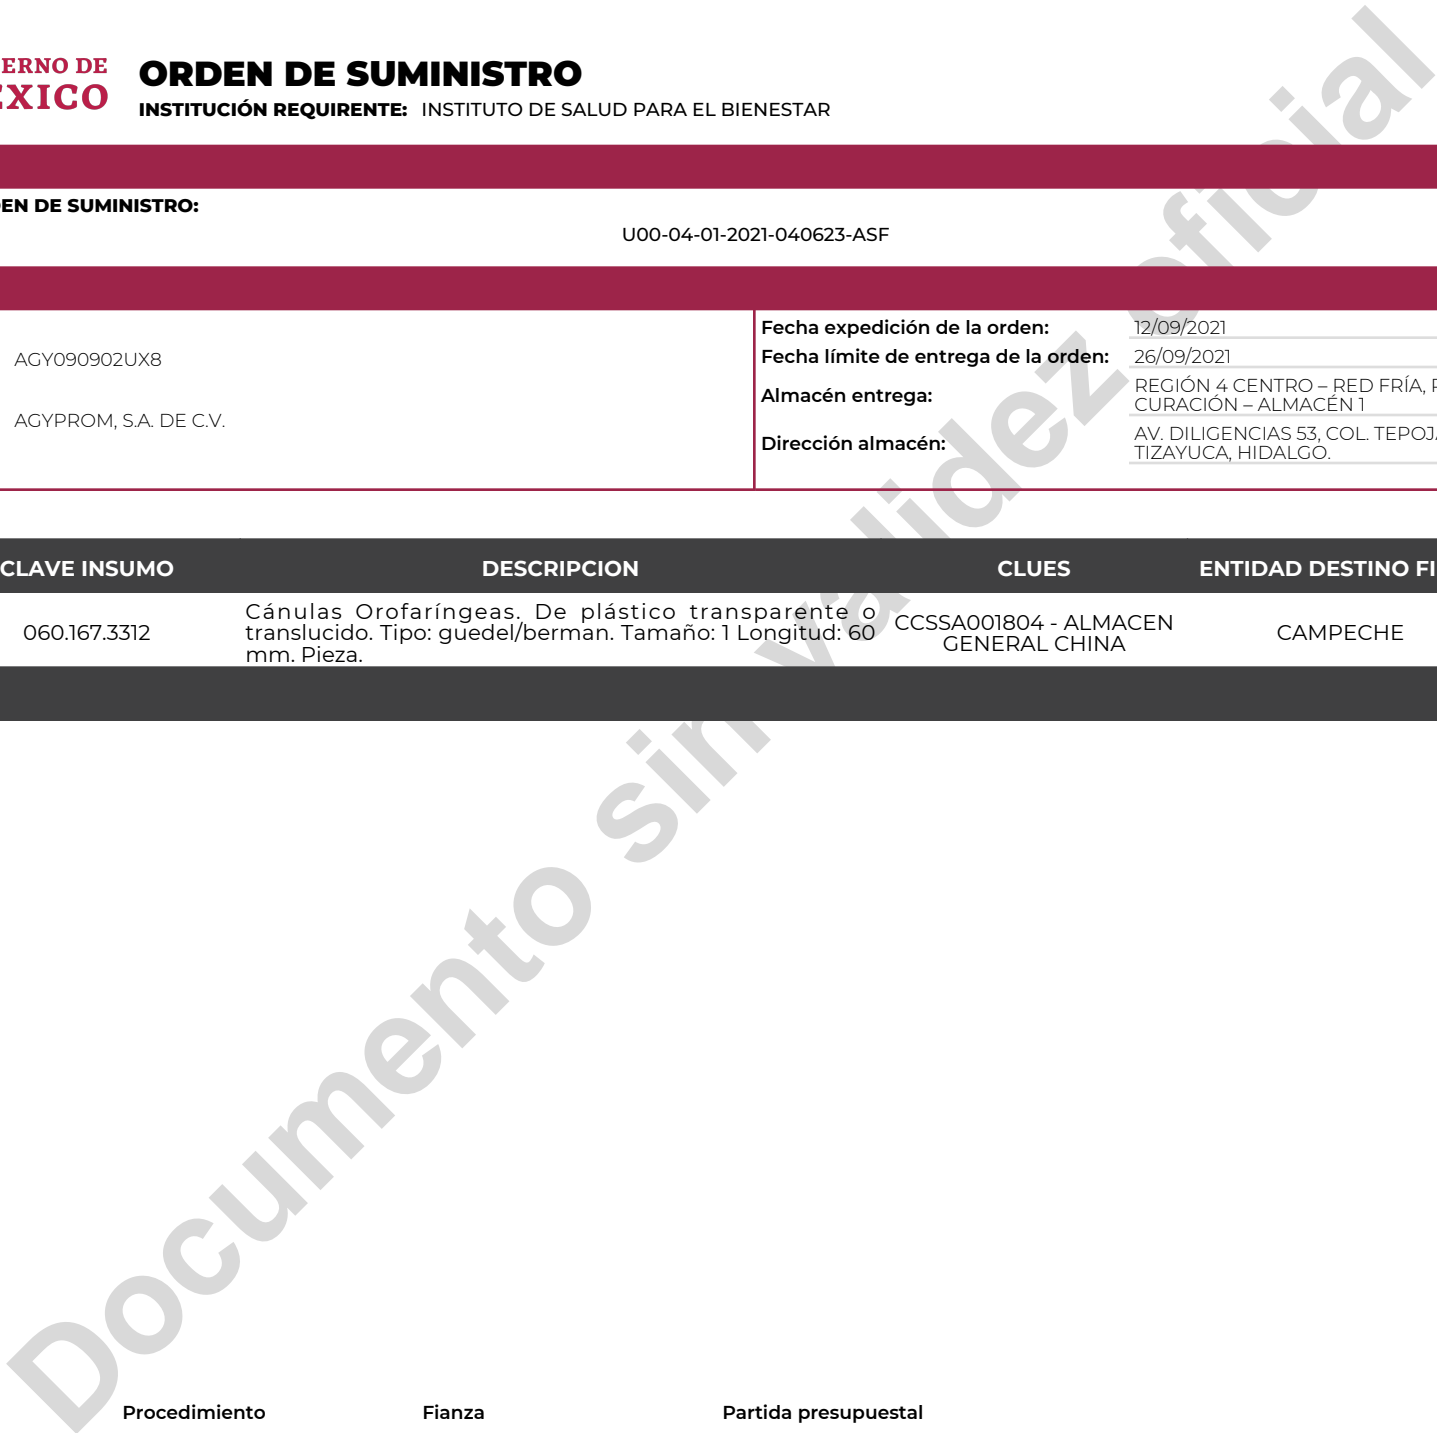 ERNO DE
ORDEN DE SUMINISTRO
INSTITUCIÓN REQUIRENTE: INSTITUTO DE SALUD PARA EL BIENESTAR
EN DE SUMINISTRO:
U00-04-01-2021-040623-ASF
AGY090902UX8
AGYPROM, S.A. DE C.V.
Fecha expedición de la orden: 12/09/2021
Fecha límite de entrega de la orden: 26/09/2021
Almacén entrega: REGIÓN 4 CENTRO – RED FRÍA,
CURACIÓN – ALMACÉN 1
Dirección almacén: AV. DILIGENCIAS 53, COL.
TIZAYUCA, HIDALGO.
CLAVE INSUMO DESCRIPCION CLUES ENTIDAD DESTINO
060.167.3312
Cánulas Orofaríngeas. De plástico transparente o
translucido. Tipo: guedel/berman. Tamaño: 1 Longitud: 60
mm. Pieza.
CCSSA001804 - ALMACEN
GENERAL CHINA
CAMPECHE
Documento sin validez oficial
Procedimiento Fianza Partida presupuestal